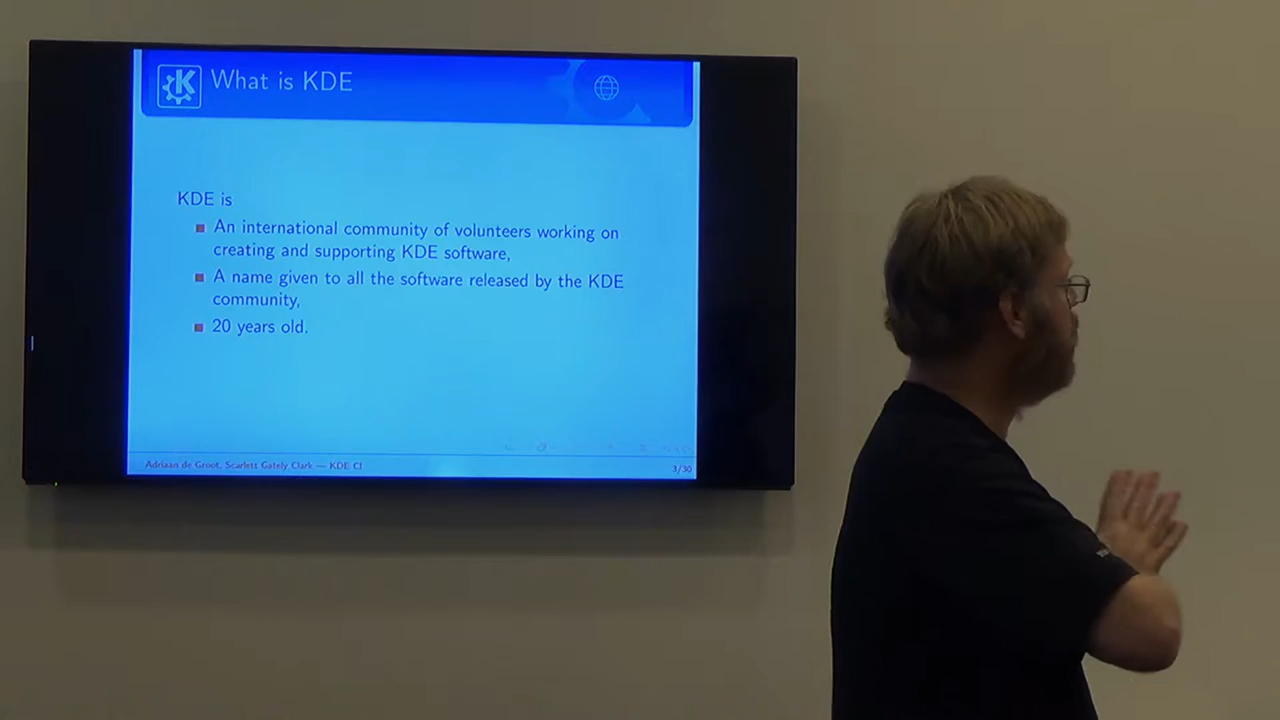 What is KDE
KDE is
An international community of volunteers working on
creating and supporting KDE software,
A name given to all the software released by the KDE
community,
20 years old.
Adriaan de Groot, Scarlett Gately Clark — KDE CI
3/30